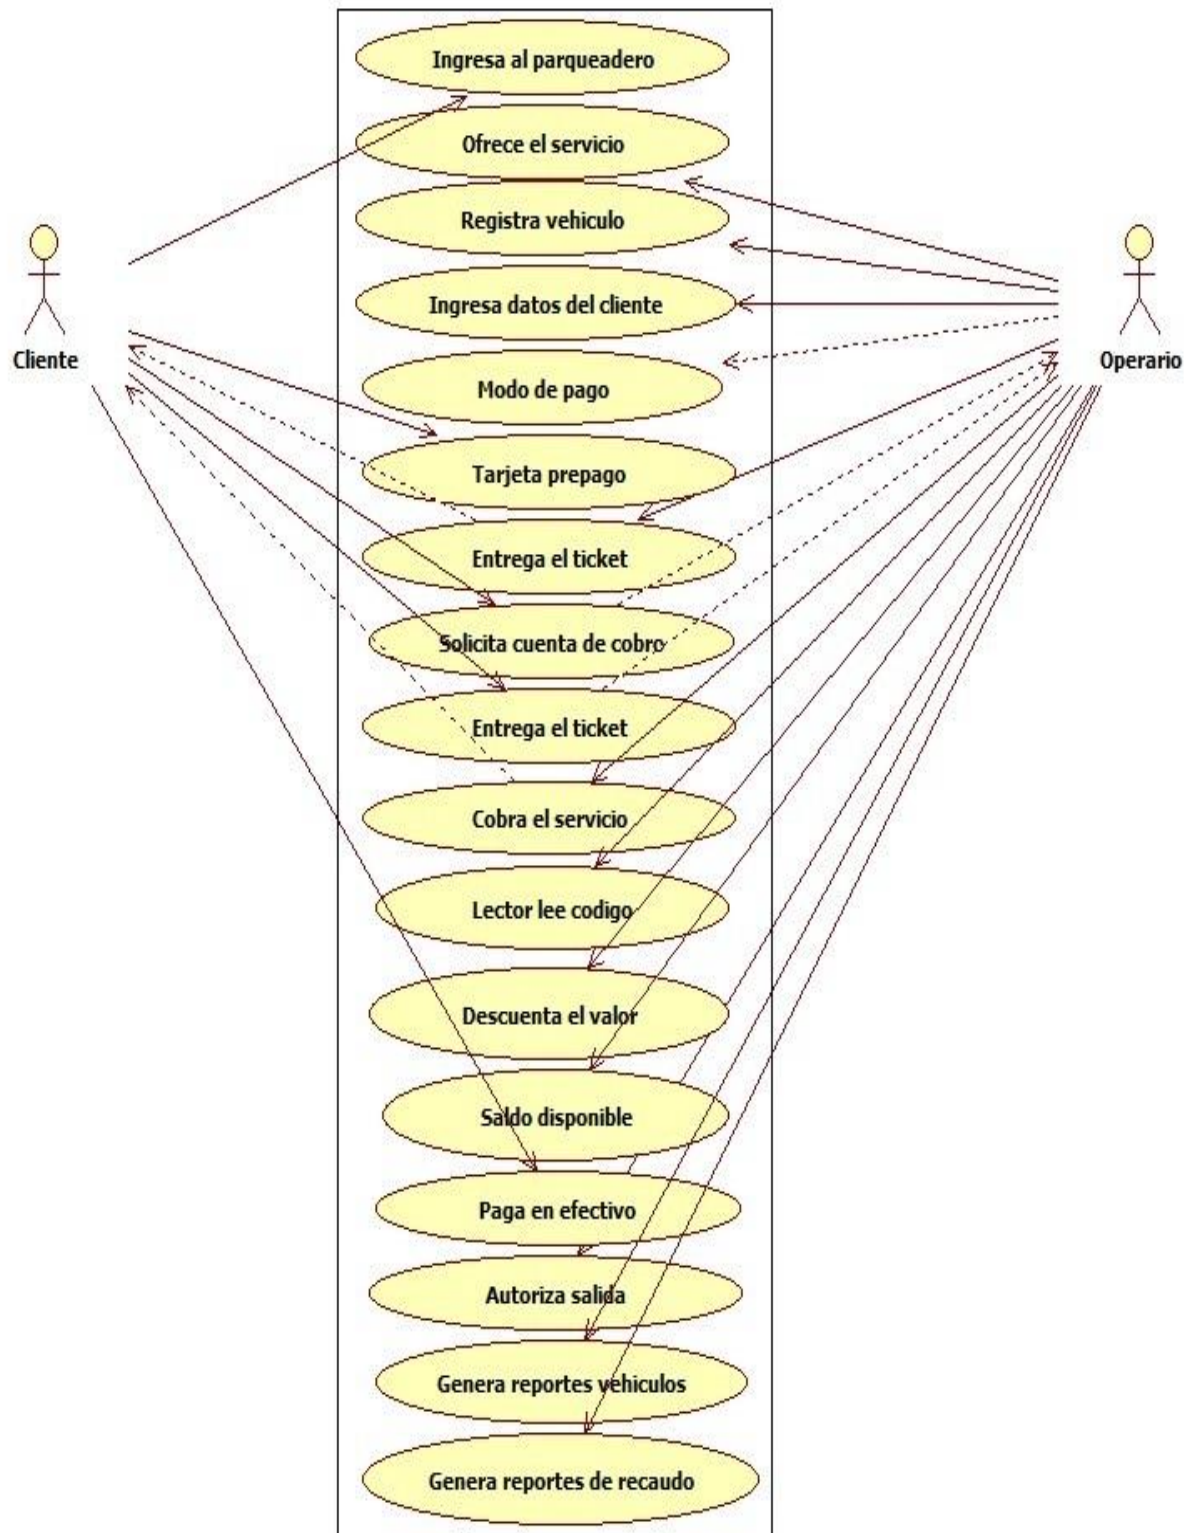 Ingresa al parqueadero
Ofrece el servicio
Registra vehiculo
Ingresa datos del cliente
Cliente
Operario
Modo de pago
Tarjeta prepago
Entrega el ticket
Solicita cuenta de cobro
Entrega el ticket
Cobra el servicio
Lector lee codigo
Descuenta el valor
Saldo disponible
Paga en efectivo
Autoriza salida
Genera reportes vehiculos
Genera reportes de recaudo